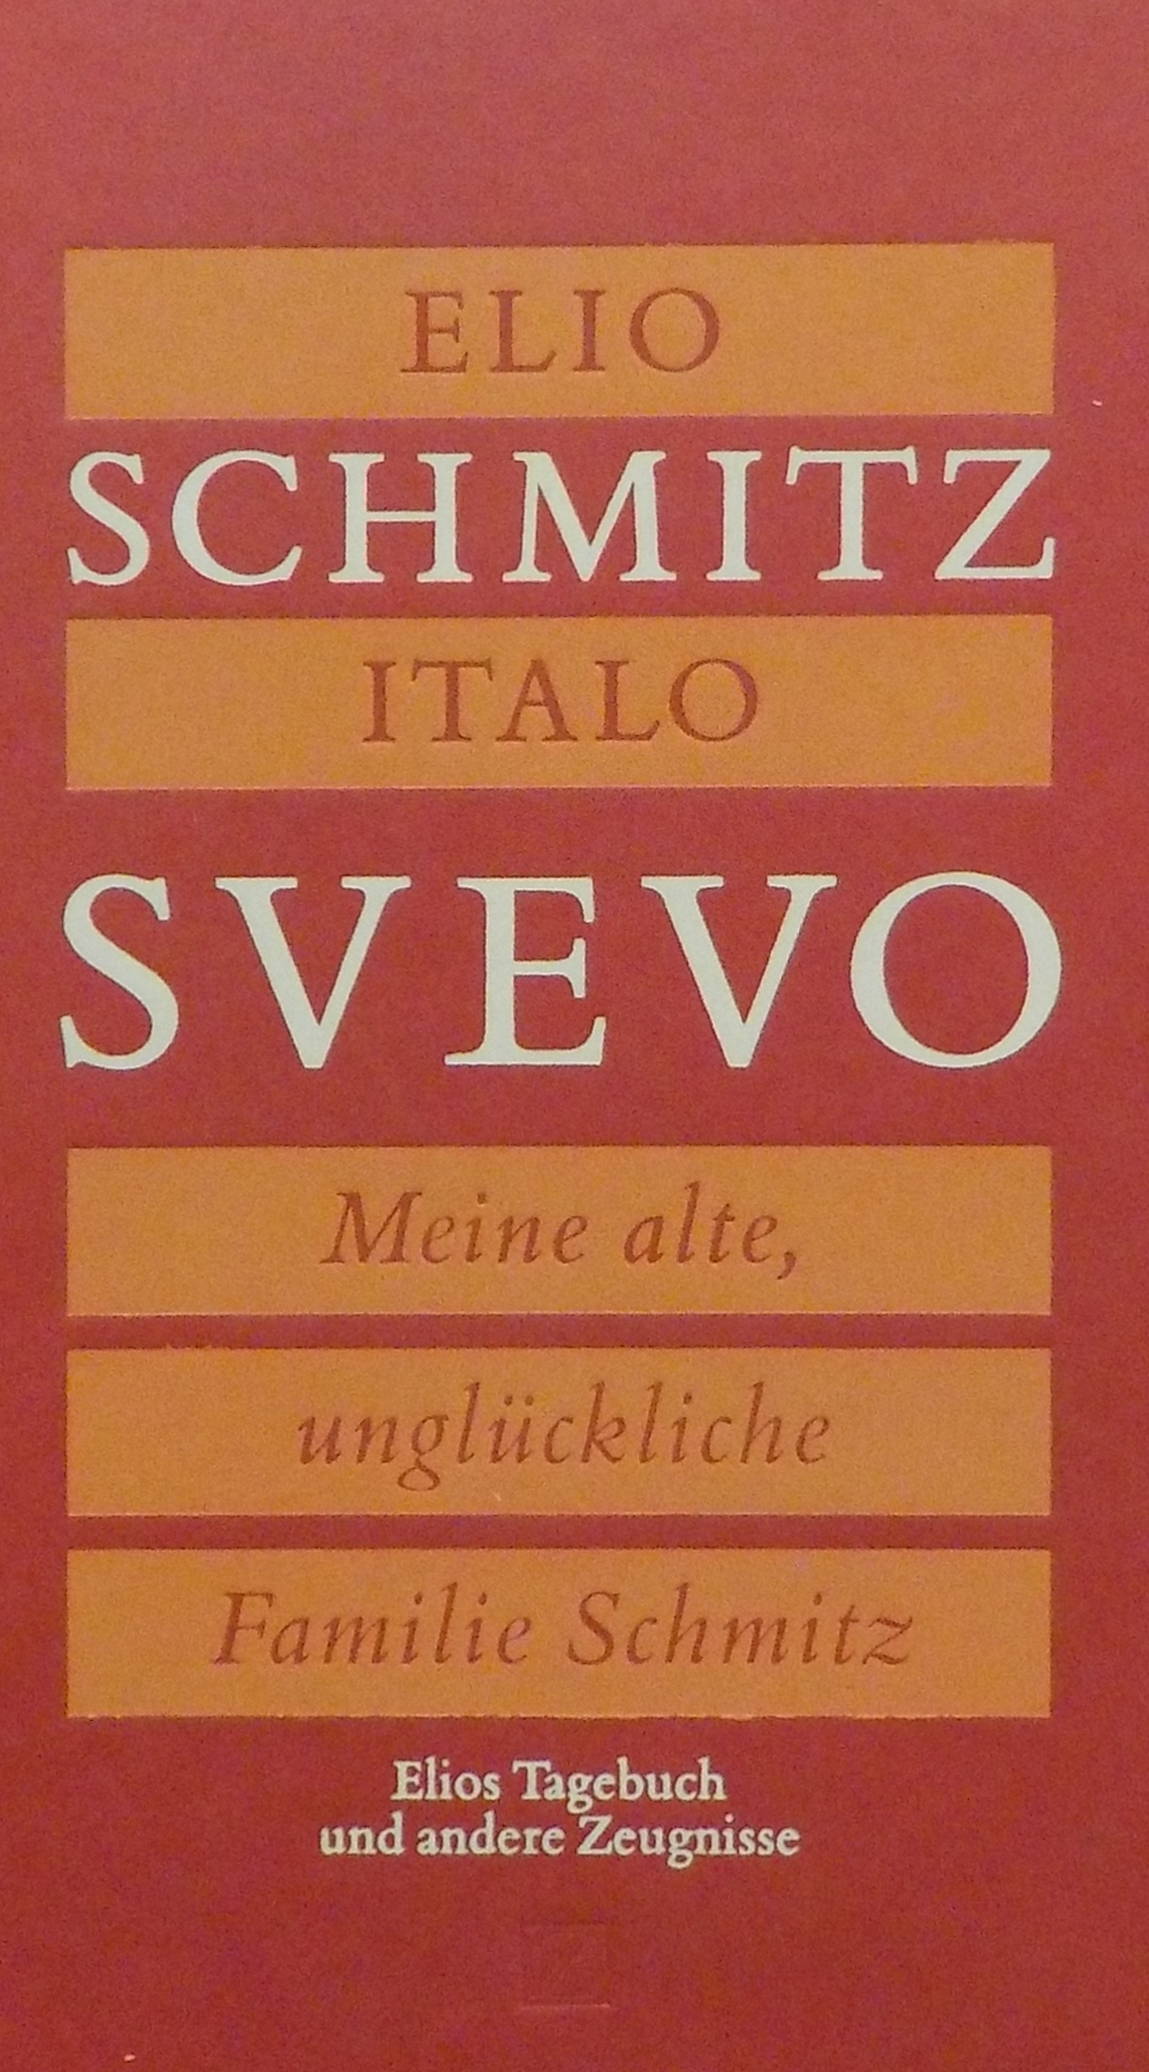 ELIO
SCHMITZ
ITALO
SVEVO
Meine alte,
unglückliche
Familie Schmitz
Elios Tagebuch
und andere Zeugnisse